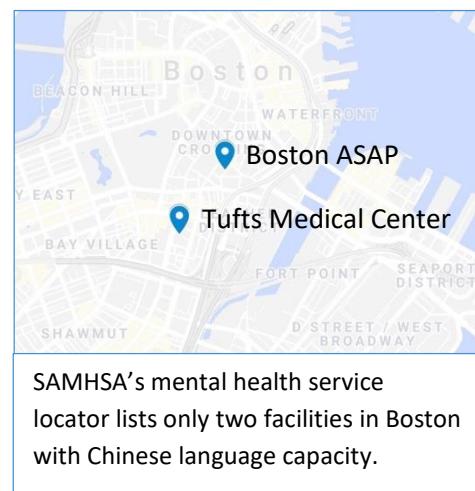 Boston
BEACON HILL
WATERFRONT
DOWNTOWN
Boston ASAP
Y EAST
Tufts Medical Center
BAY VILLAGE
FORT POINT
SEAPORT
DISTRICT
SHAWMUT
D STREET / WEST
BROADWAY
SAMHSA’s mental health service
locator lists only two facilities in Boston
with Chinese language capacity.